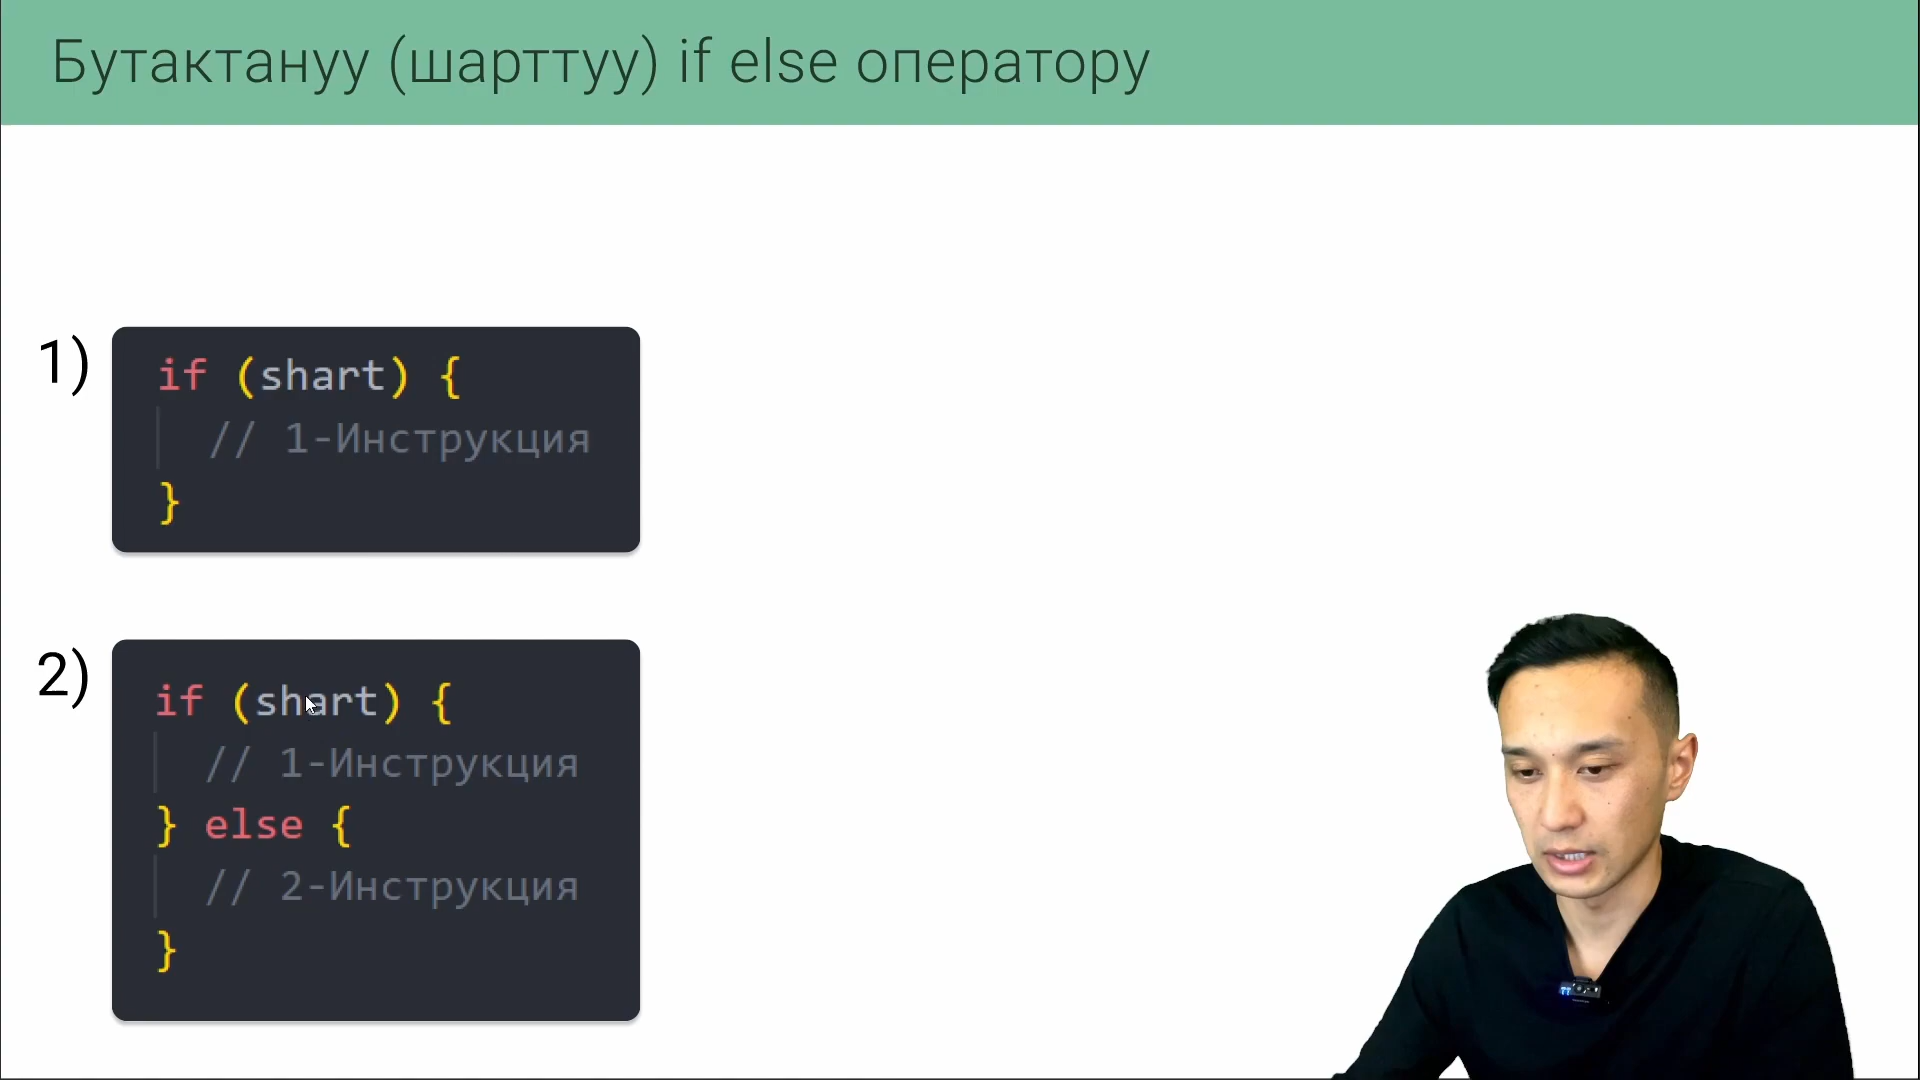 Бутактануу (шарттуу) if else оператору
1)
if (shart) {
// 1-Инструкция
}
2)
if (shart) {
// 1-Инструкция
} else {
// 2-Инструкция
}